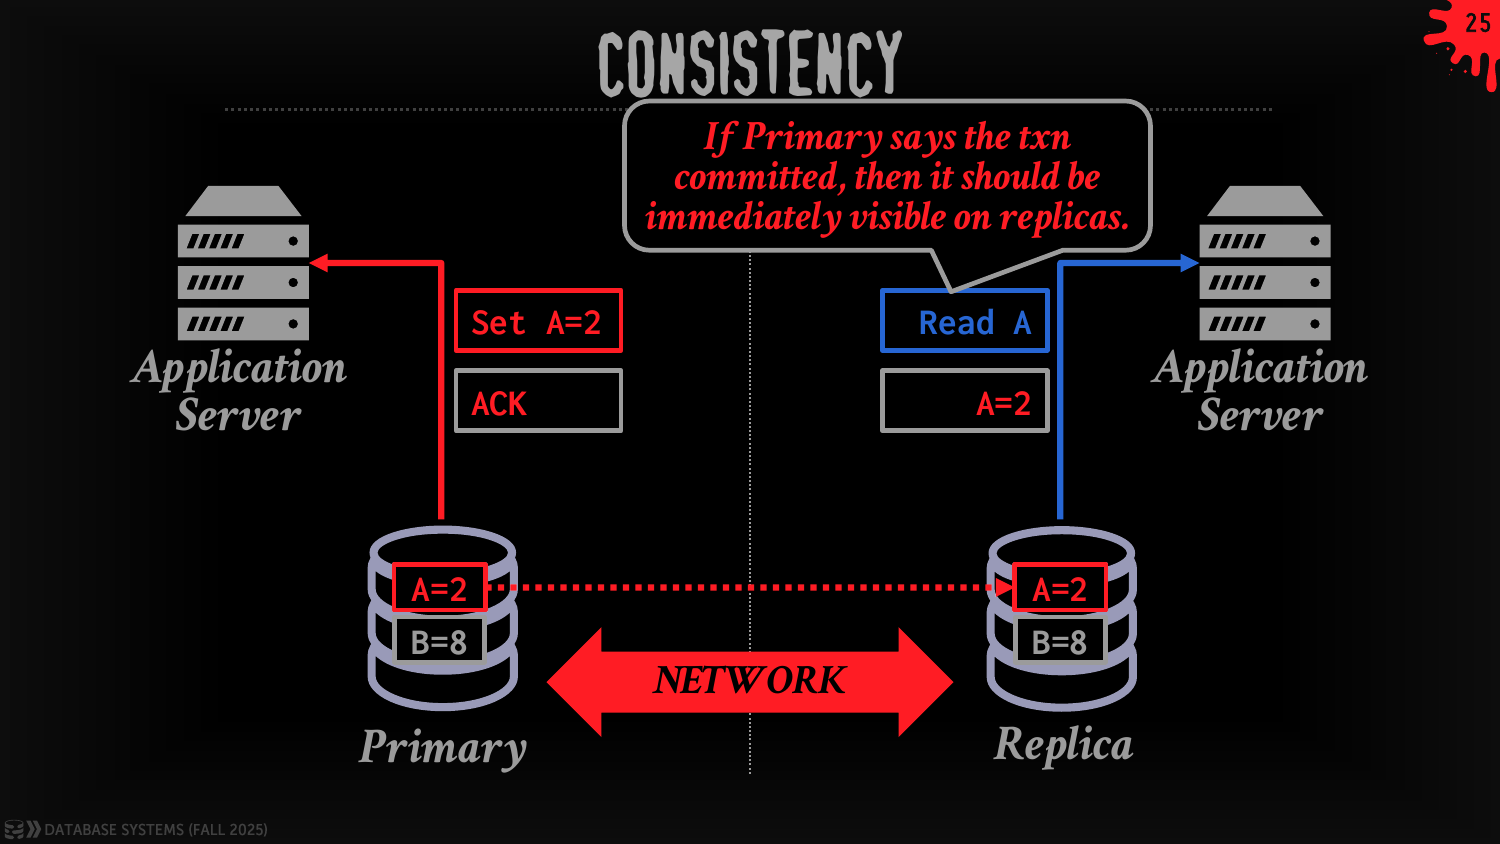 CONSISTENCY
25
If Primary says the txn
committed, then it should be
immediately visible on replicas.
Set A=2
ACK
Read A
A=2
Application
Server
Application
Server
A=2
B=8
A=2
B=8
NETWORK
Primary
Replica
DATABASE SYSTEMS (FALL 2025)